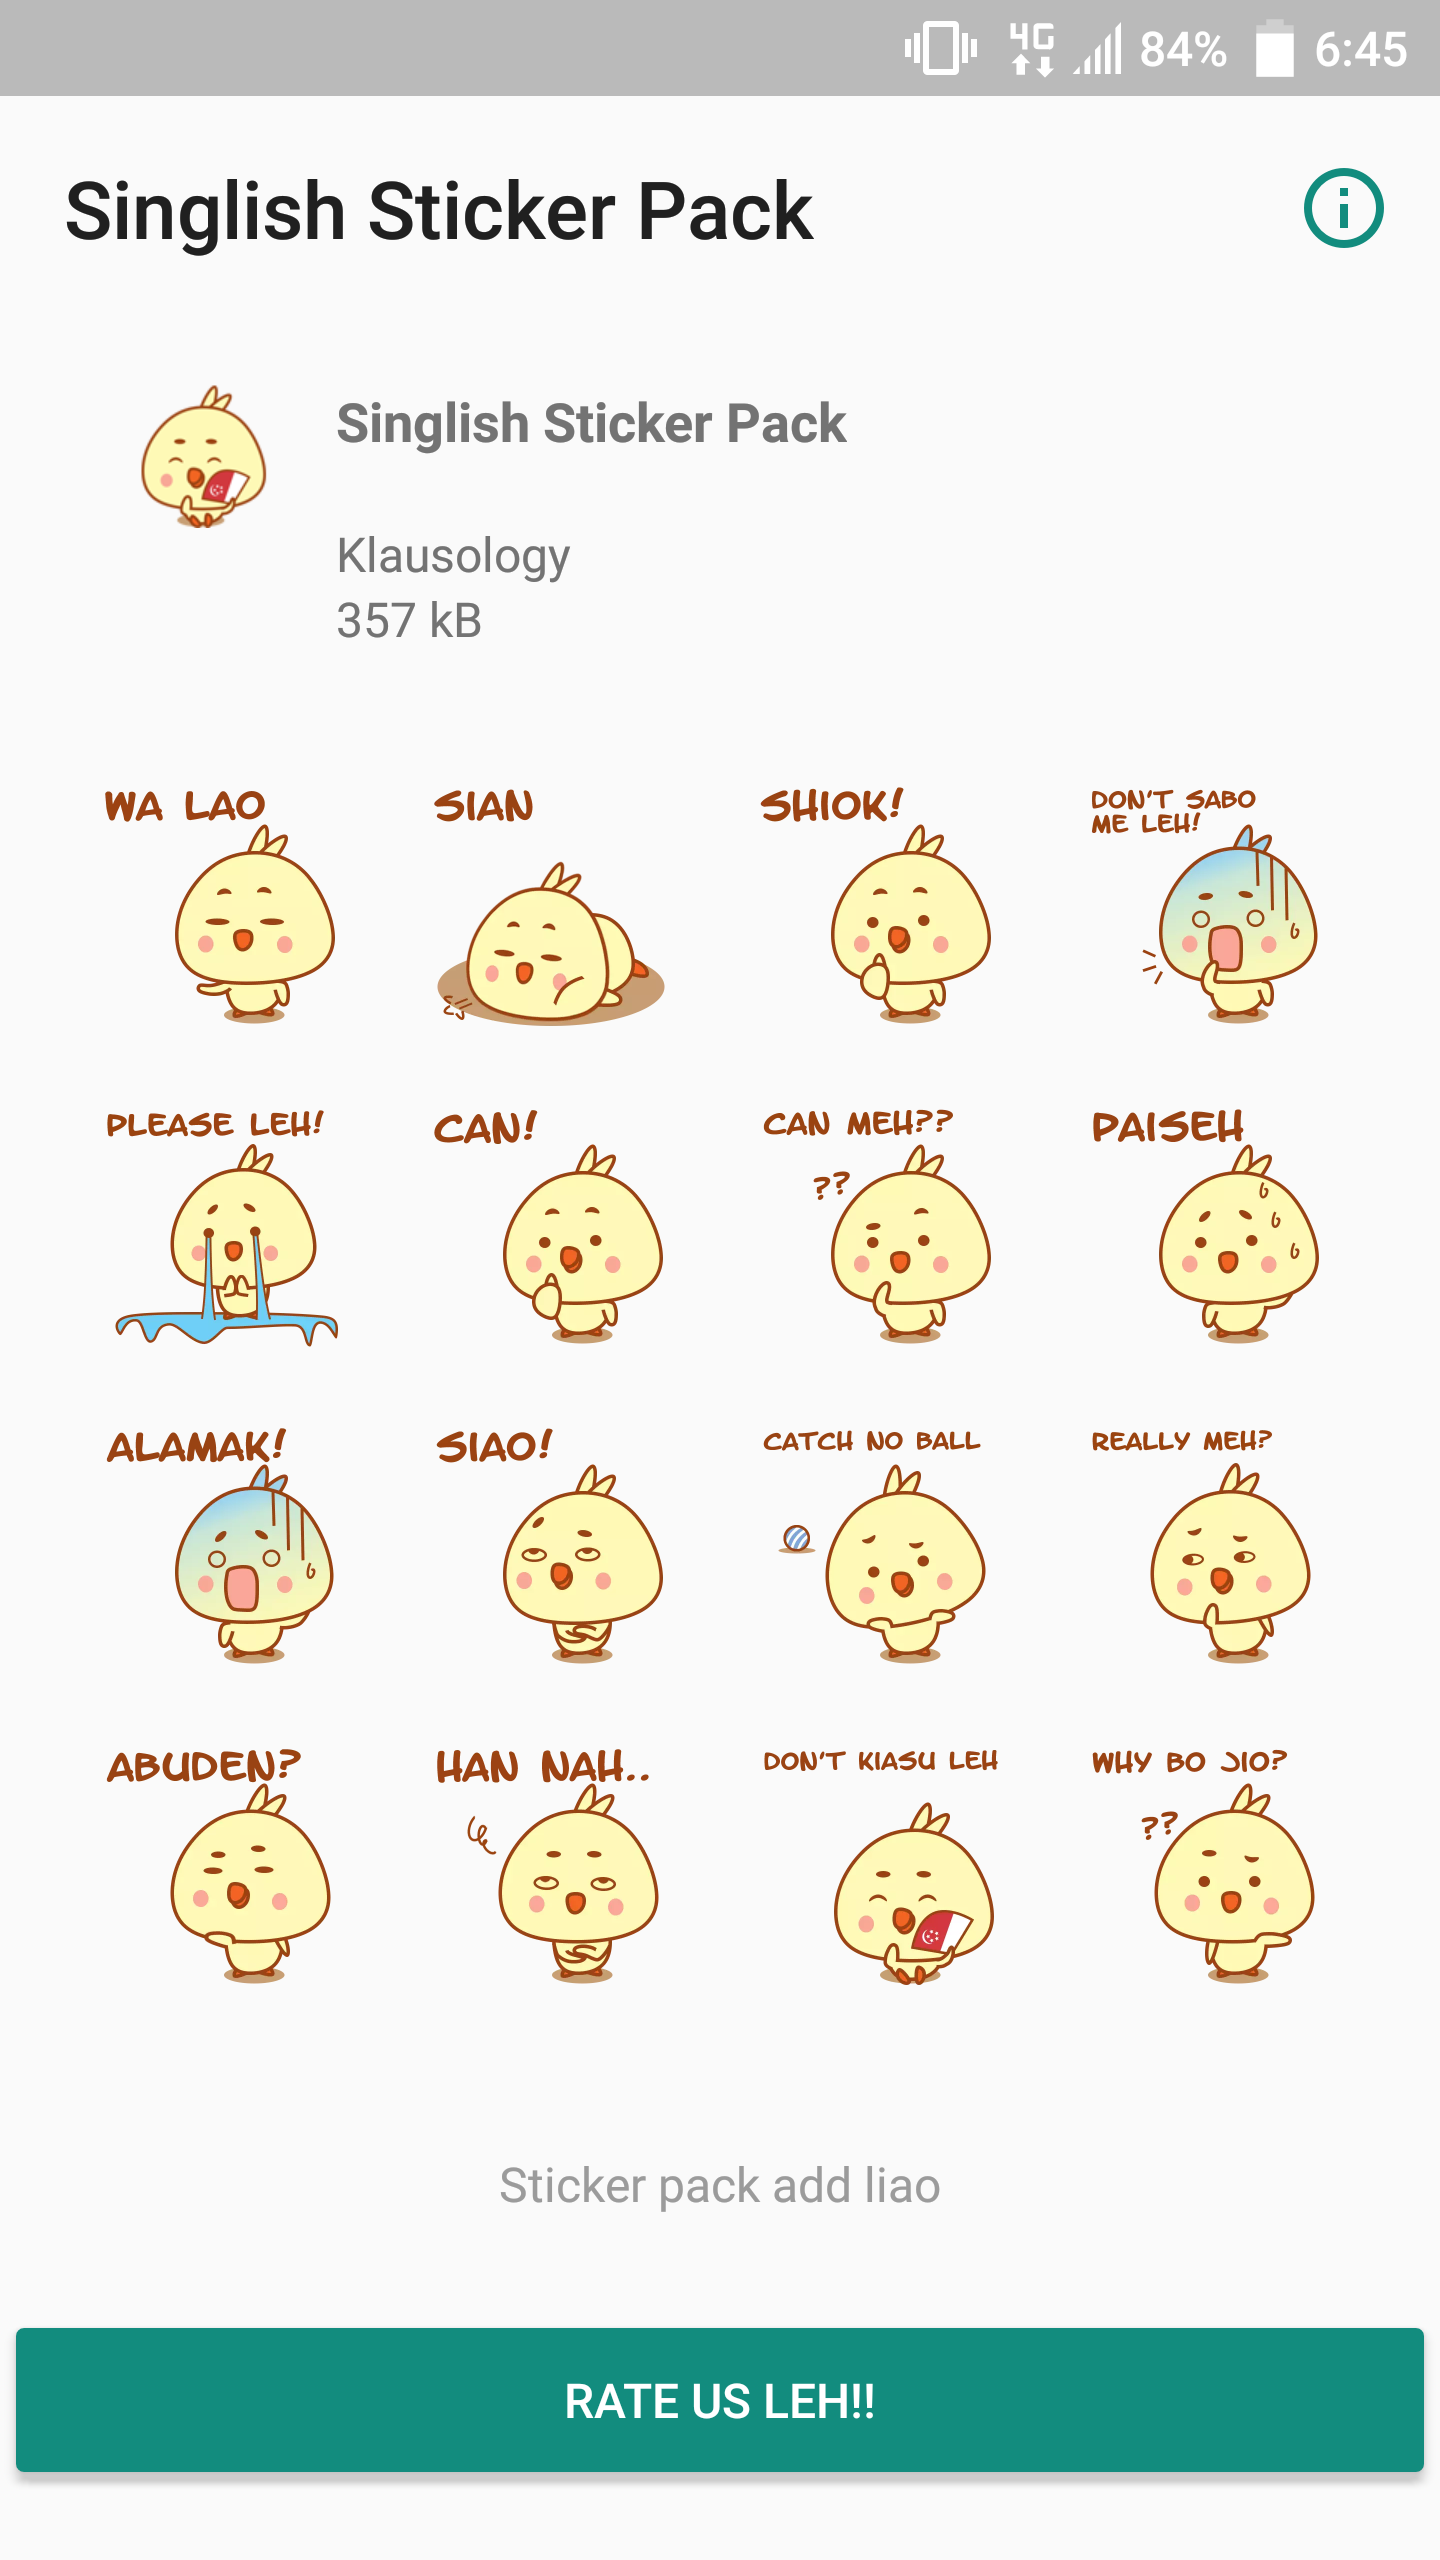 4G 84% 6:45
Singlish Sticker Pack
Singlish Sticker Pack
Klausology
357 kB
WA LAO
SIAN
SHIOK!
DON'T SABO
ME LEH!
PLEASE LEH!
CAN!
CAN MEH??
??
PAISEH
ALAMAK!
SIAO!
CATCH NO BALL
REALLY MEH?
ABUDEN?
HAN NAH..
DON'T KIASU LEH
WHY BO JIO?
??
Sticker pack add liao
RATE US LEH!!